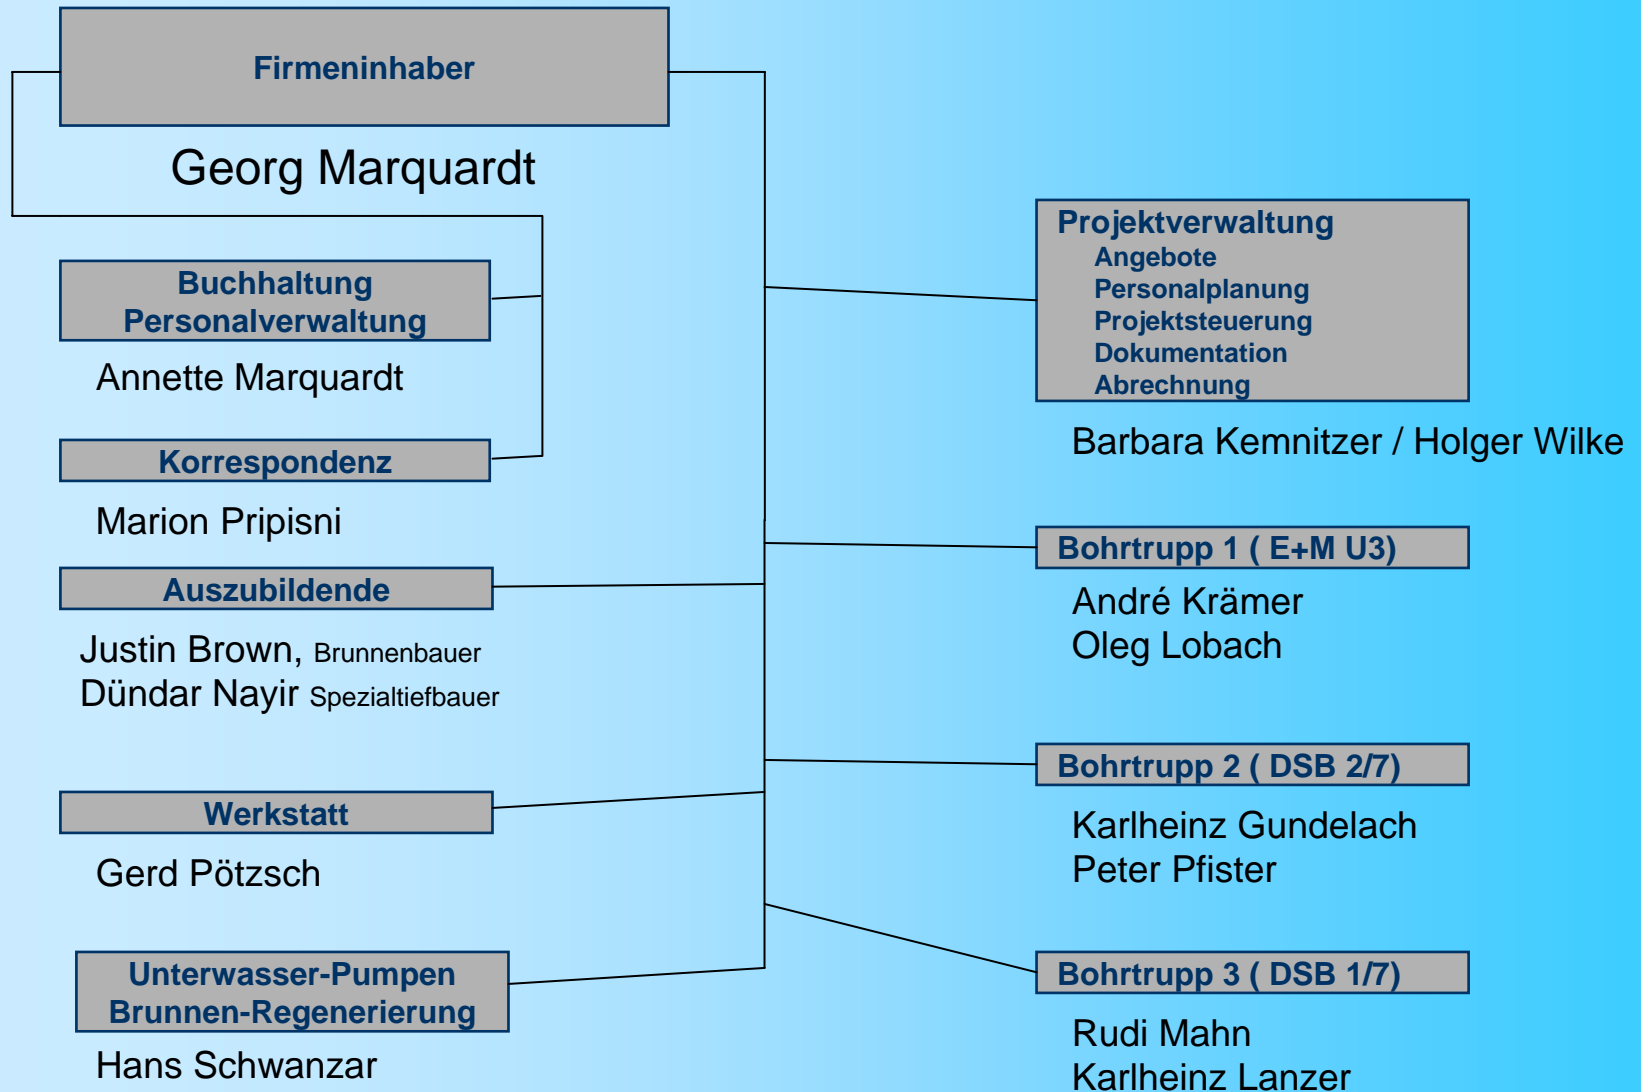 Firmeninhaber
Georg Marquardt
Buchhaltung
Personalverwaltung
Annette Marquardt
Korrespondenz
Marion Pripisni
Auszubildende
Justin Brown, Brunnenbauer
Dündar Nayir Spezialtiefbauer
Werkstatt
Gerd Pötzsch
Unterwasser-Pumpen
Brunnen-Regenerierung
Hans Schwanzar
Projektverwaltung
Angebote
Personalplanung
Projektsteuerung
Dokumentation
Abrechnung
Barbara Kemnitzer / Holger Wilke
Bohrtrupp 1 ( E+M U3)
André Krämer
Oleg Lobach
Bohrtrupp 2 ( DSB 2/7)
Karlheinz Gundelach
Peter Pfister
Bohrtrupp 3 ( DSB 1/7)
Rudi Mahn
Karlheinz Lanzer